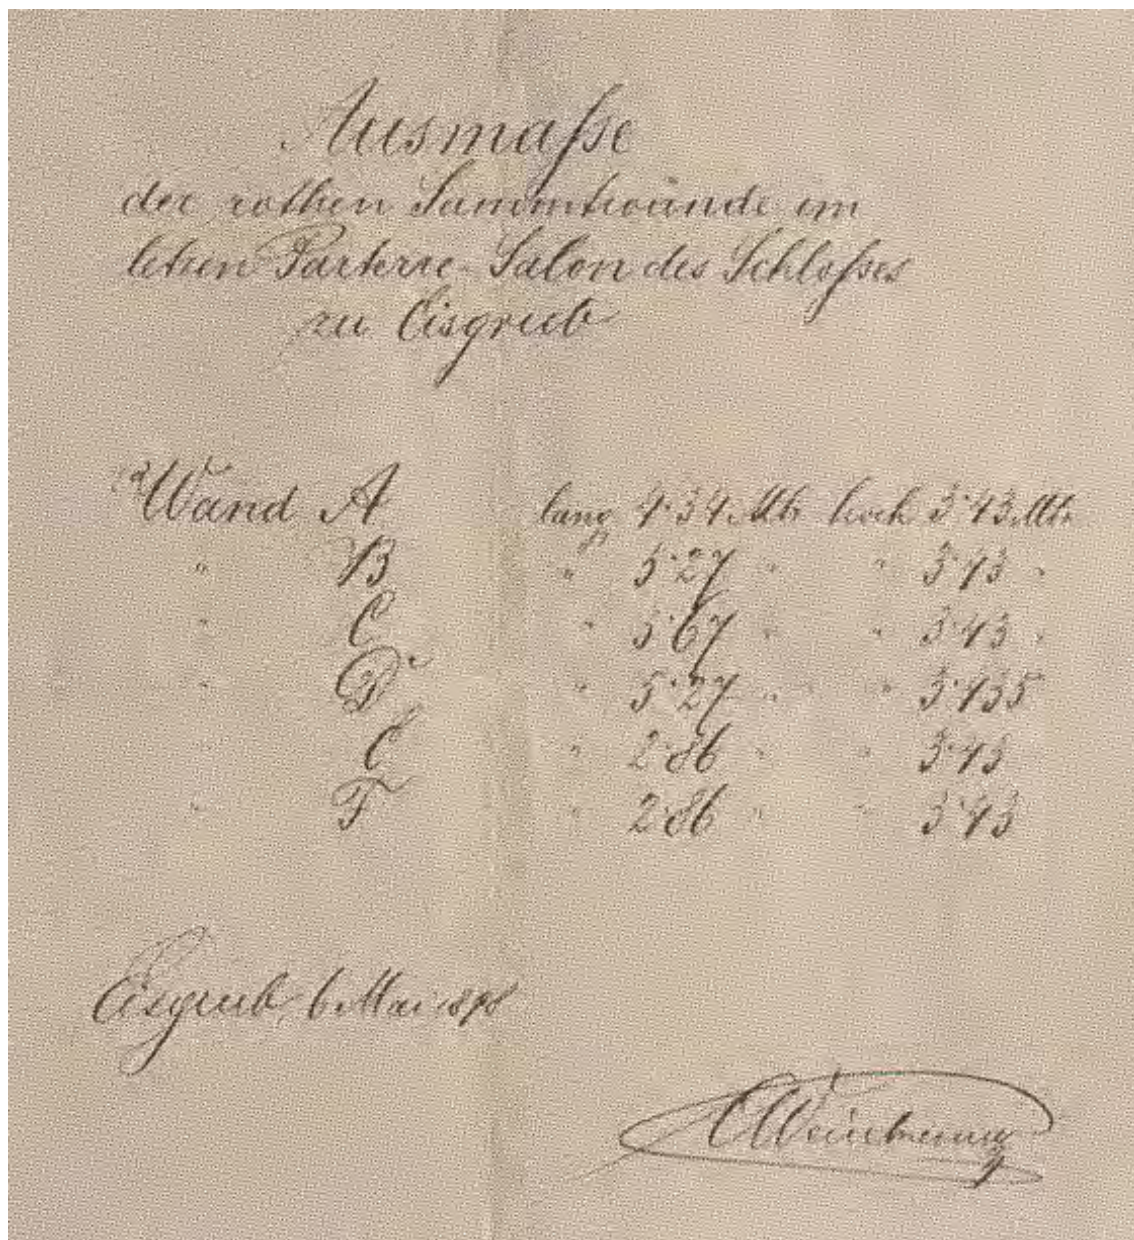 Ausmaße
der rothen Sammtwände im
letzen Parterre-Salon des Schloßes
zu Eisgrub
Wand A lang 4·34 Mtr hoch 3·43 Mtr
" B " 5·27 " " 3·43 "
" C " 5·67 " " 3·43 "
" D " 5·27 " " 3·435
E " 2·86 " " 3·43
" F " 2·86 " " 3·43
Eisgrub, 6 Mai